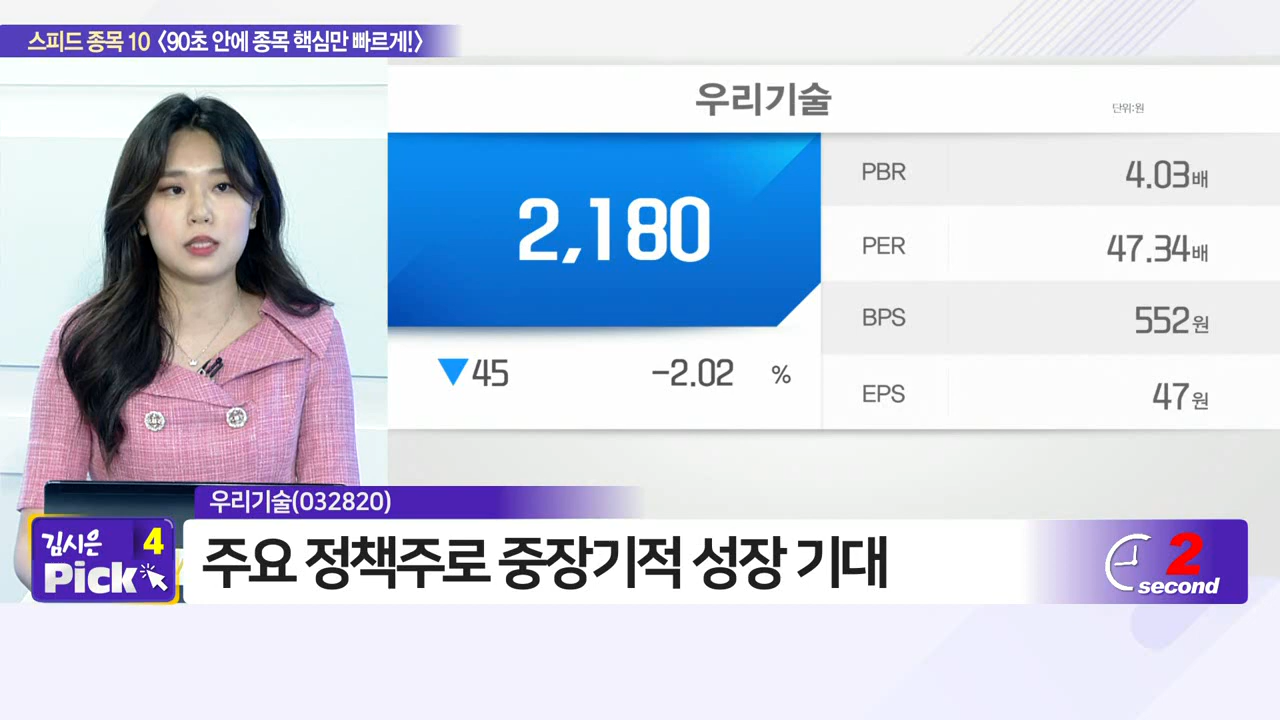 스피드 종목 10 〈90초 안에 종목 핵심만 빠르게!〉
우리기술
단위:원
2,180
▼45 -2.02 %
PBR 4.03배
PER 47.34배
BPS 552원
EPS 47원
우리기술(032820)
김시은 4
Pick
주요 정책주로 중장기적 성장 기대
2
second